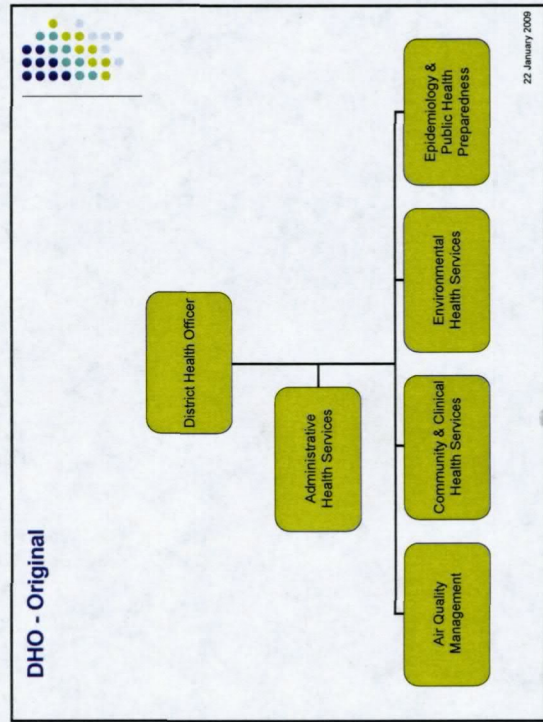 DHO - Original
District Health Officer
Administrative
Health Services
Air Quality
Management
Community & Clinical
Health Services
Environmental
Health Services
Epidemiology &
Public Health
Preparedness
22 January 2009